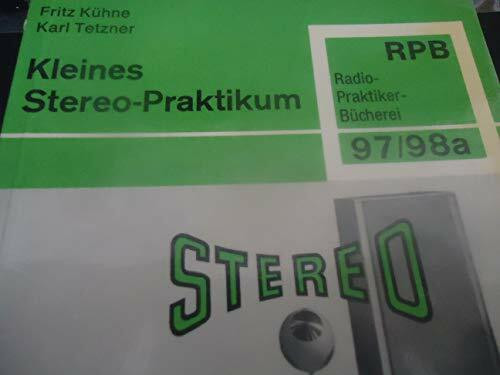 Fritz Kühne
Karl Tetzner
Kleines
Stereo-Praktikum
RPB
Radio-
Praktiker-
Bücherei
97/98a
STEREO